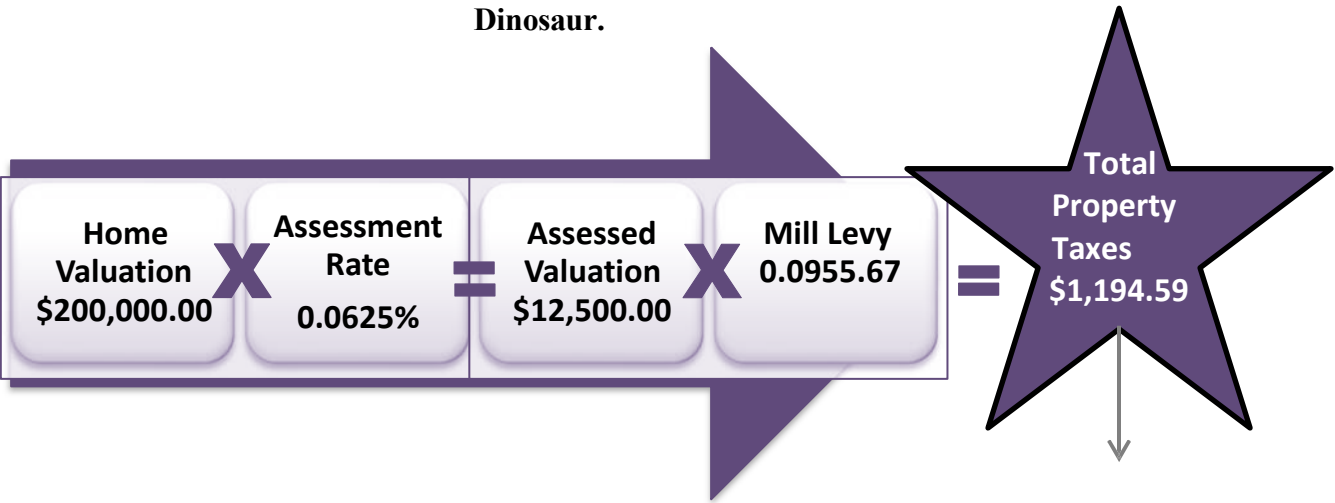 Dinosaur.
Home
Valuation
$200,000.00
X
Assessment
Rate
0.0625%
=
Assessed
Valuation
$12,500.00
X
Mill Levy
0.0955.67
=
Total
Property
Taxes
$1,194.59